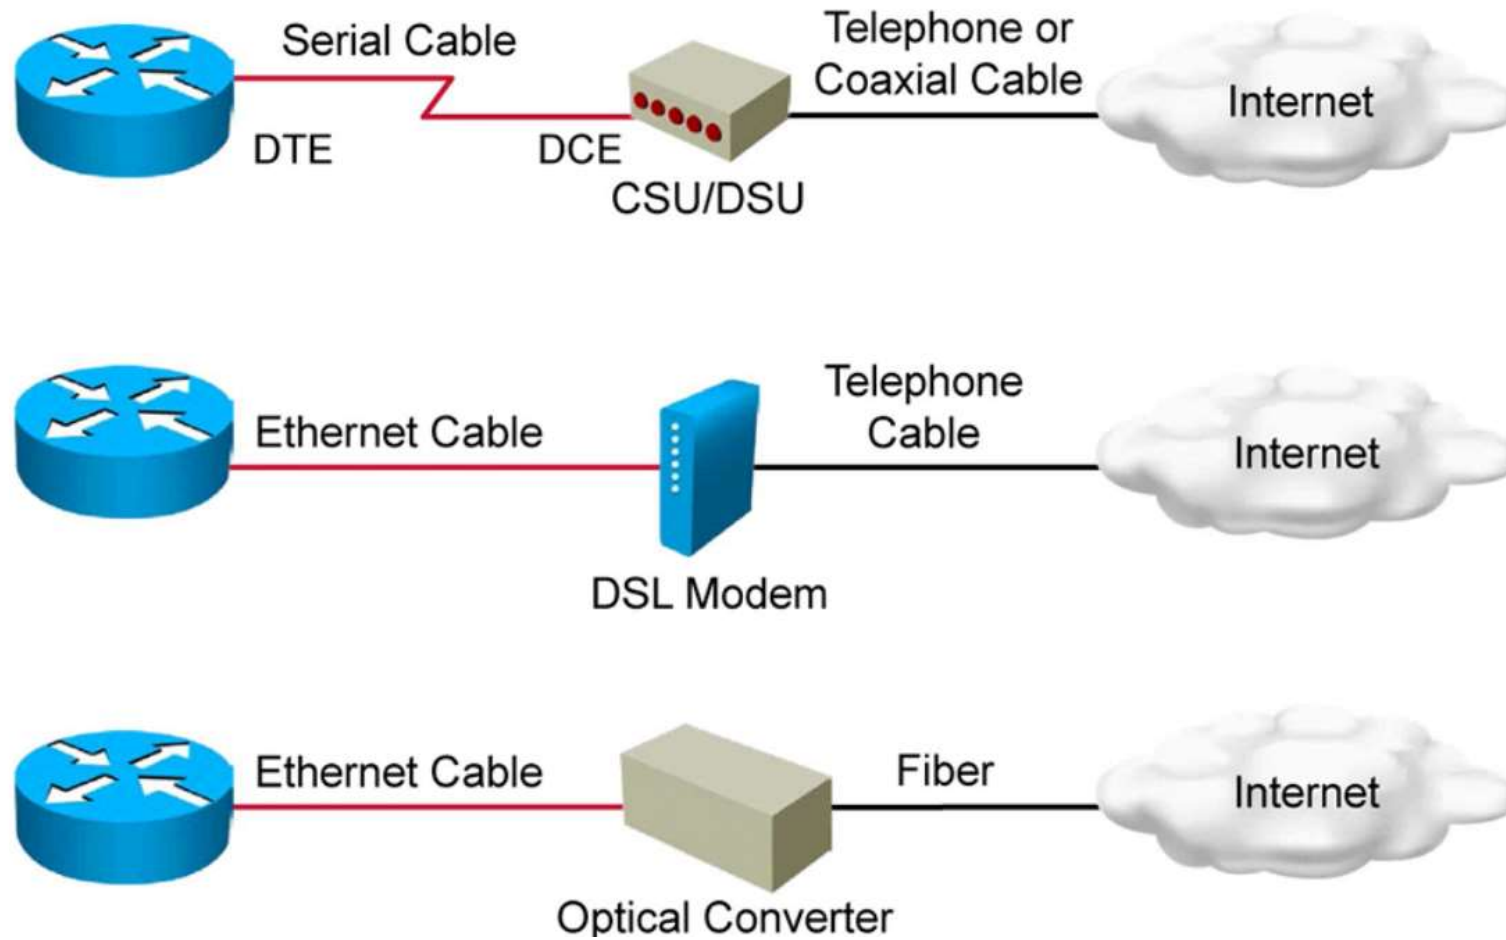 Serial Cable
Telephone or
Coaxial Cable
Internet
DTE
DCE
CSU/DSU
Ethernet Cable
Telephone
Cable
Internet
DSL Modem
Ethernet Cable
Fiber
Internet
Optical Converter